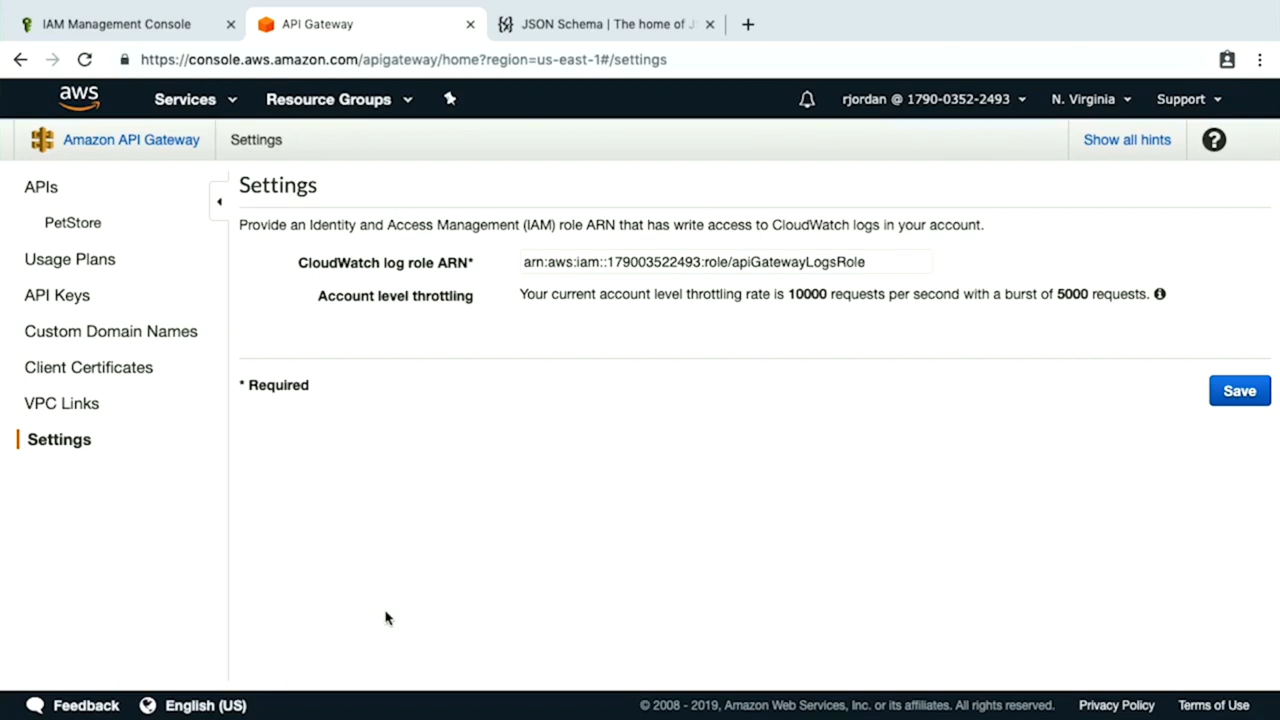 IAM Management Console
API Gateway
JSON Schema | The home of J
https://console.aws.amazon.com/apigateway/home?region=us-east-1#/settings
aws
Services
Resource Groups
rjordan @ 1790-0352-2493
N. Virginia
Support
Amazon API Gateway
Settings
Show all hints
?
APIs
PetStore
Usage Plans
API Keys
Custom Domain Names
Client Certificates
VPC Links
Settings
Settings
Provide an Identity and Access Management (IAM) role ARN that has write access to CloudWatch logs in your account.
CloudWatch log role ARN* arn:aws:iam::179003522493:role/apiGatewayLogsRole
Account level throttling Your current account level throttling rate is 10000 requests per second with a burst of 5000 requests.
* Required
Save
Feedback
English (US)
© 2008 - 2019, Amazon Web Services, Inc. or its affiliates. All rights reserved.
Privacy Policy
Terms of Use